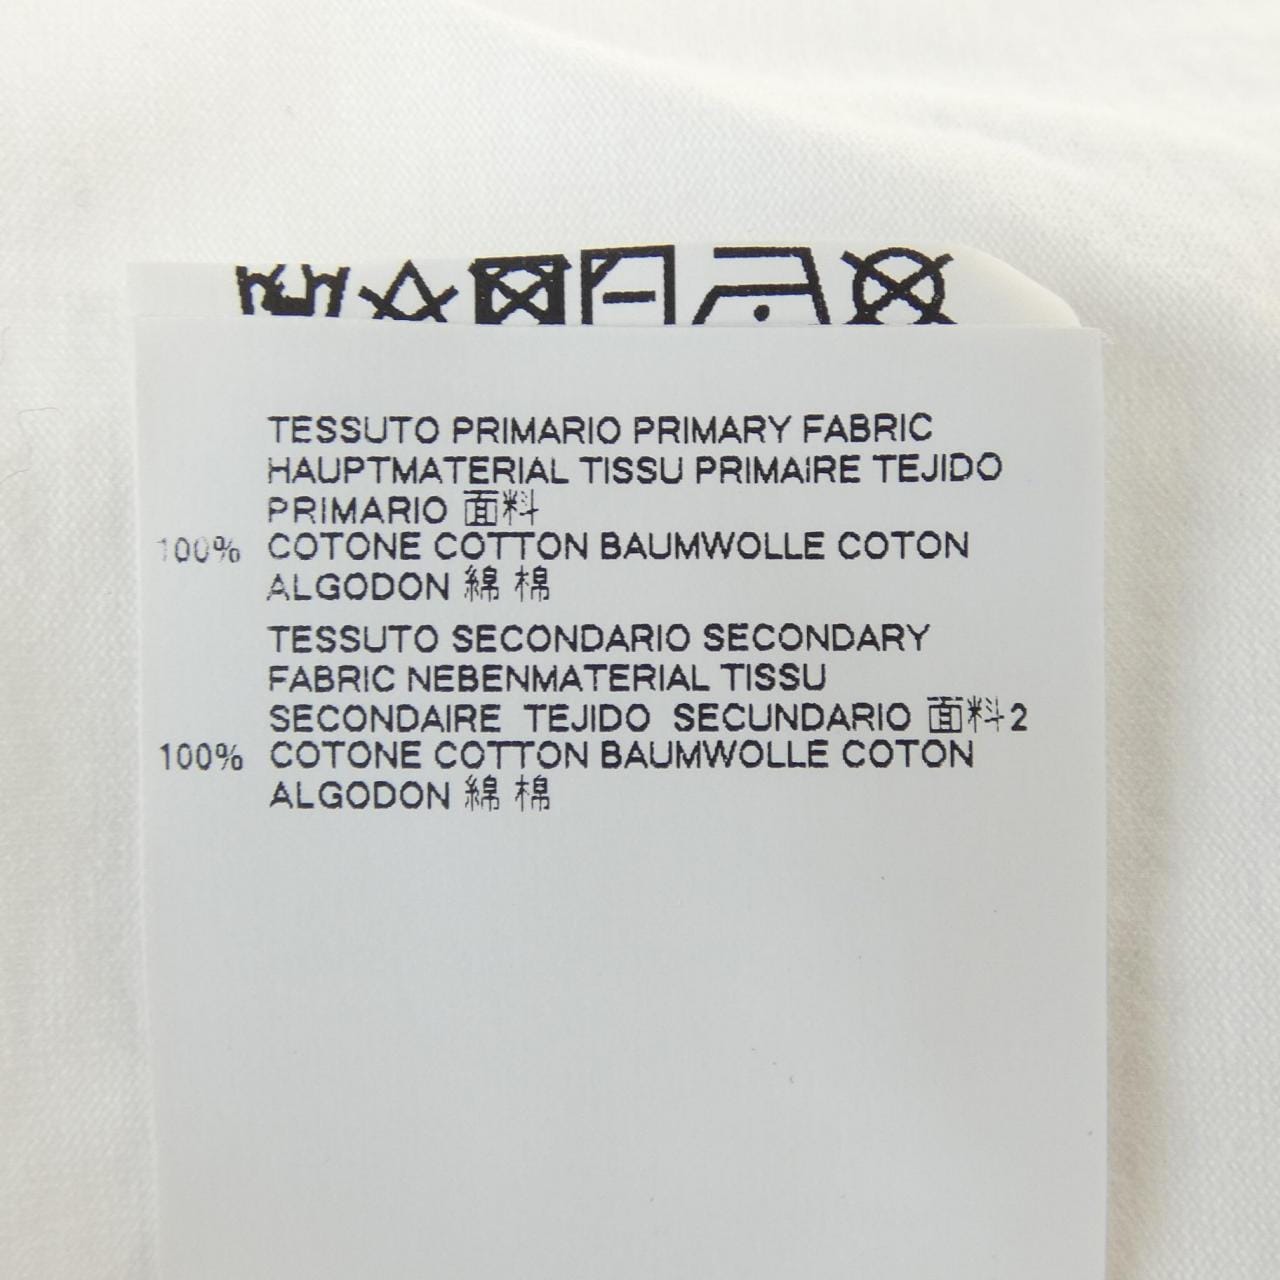 TESSUTO PRIMARIO PRIMARY FABRIC
HAUPTMATERIAL TISSU PRIMAIRE TEJIDO
PRIMARIO 面料
100% COTONE COTTON BAUMWOLLE COTON
ALGODON 綿 棉
TESSUTO SECONDARIO SECONDARY
FABRIC NEBENMATERIAL TISSU
SECONDAIRE TEJIDO SECUNDARIO 面料2
100% COTONE COTTON BAUMWOLLE COTON
ALGODON 綿 棉